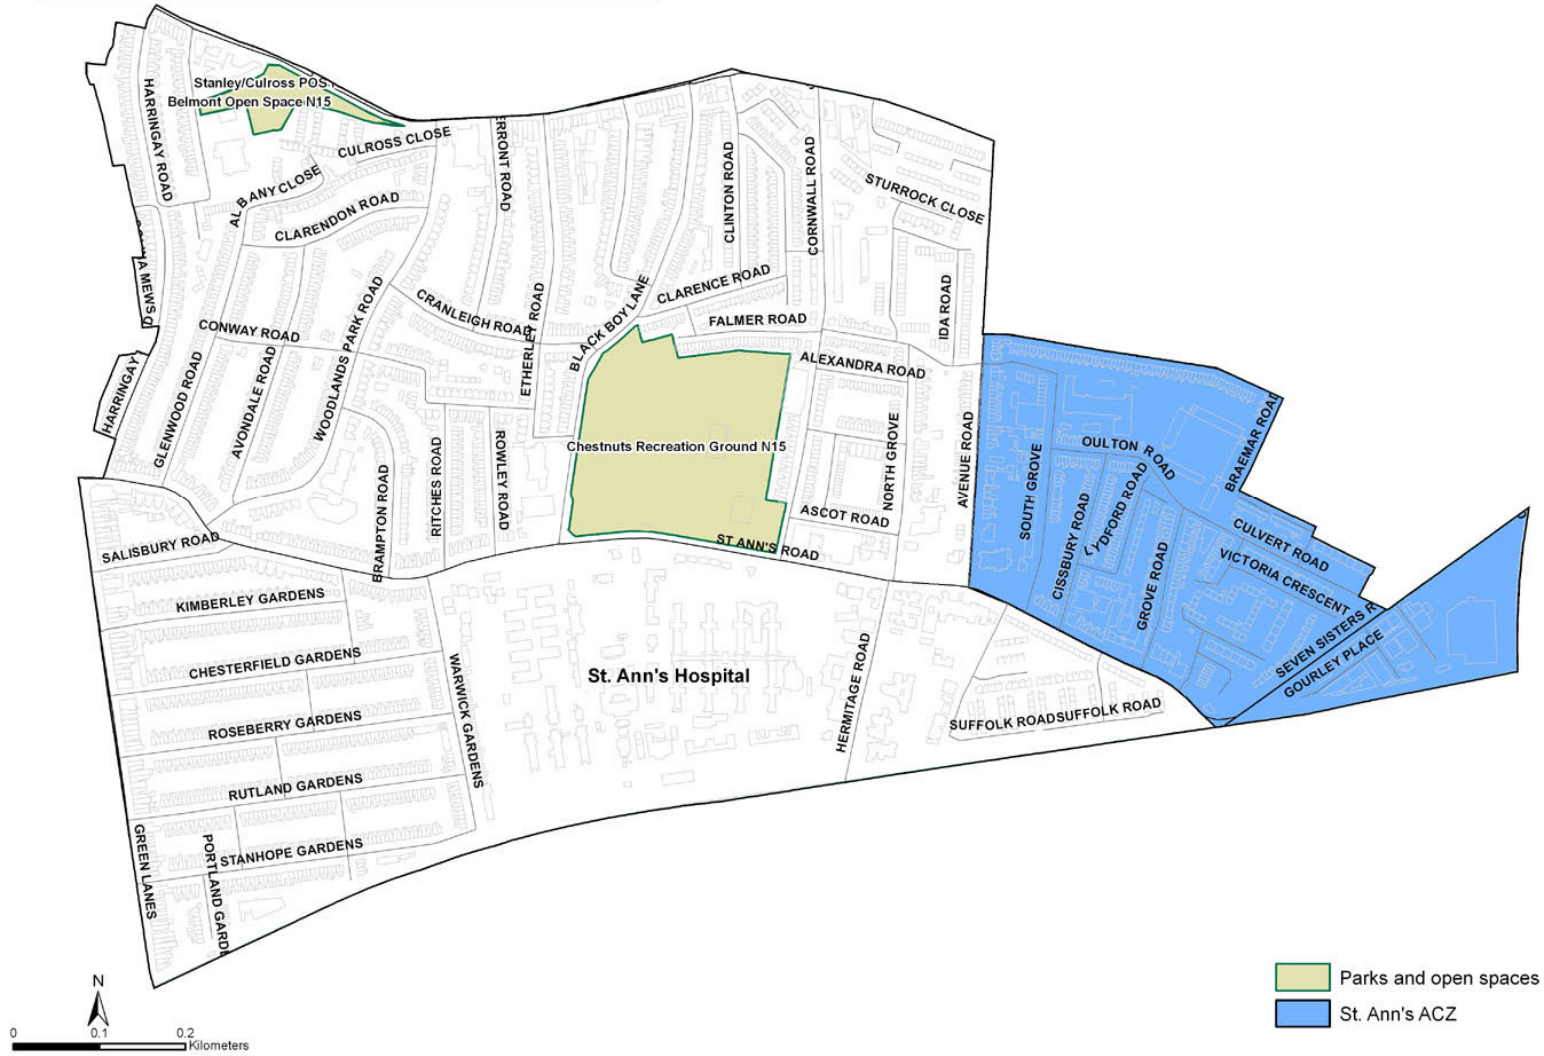 Stanley/Culross POS
Belmont Open Space N15
HARRINGAY ROAD
CULROSS CLOSE
ALBANY CLOSE
CLARENDON ROAD
CONWAY ROAD
HARRINGAY
GLENWOOD ROAD
AVONDALE ROAD
WOODLANDS PARK ROAD
CRANLEIGH ROAD
ETHERLEY ROAD
BLACK BOY LANE
CLINTON ROAD
CORNWALL ROAD
STURROCK CLOSE
CLARENCE ROAD
FALMER ROAD
IDA ROAD
ALEXANDRA ROAD
Chestnuts Recreation Ground N15
BRAMPTON ROAD
RITCHES ROAD
ROWLEY ROAD
NORTH GROVE
AVENUE ROAD
ASCOT ROAD
ST ANN'S ROAD
SOUTH GROVE
OULTON ROAD
BRAEMAR ROAD
CISSBURY ROAD
LYDFORD ROAD
GROVE ROAD
CULVERT ROAD
VICTORIA CRESCENT
SEVEN SISTERS R
GOURLEY PLACE
SALISBURY ROAD
KIMBERLEY GARDENS
CHESTERFIELD GARDENS
ROSEBERRY GARDENS
RUTLAND GARDENS
STANHOPE GARDENS
WARWICK GARDENS
GREEN LANES
PORTLAND GARDE
St. Ann's Hospital
HERMITAGE ROAD
SUFFOLK ROAD
SUFFOLK ROAD
Parks and open spaces
St. Ann's ACZ
N
0 0.1 0.2
Kilometers